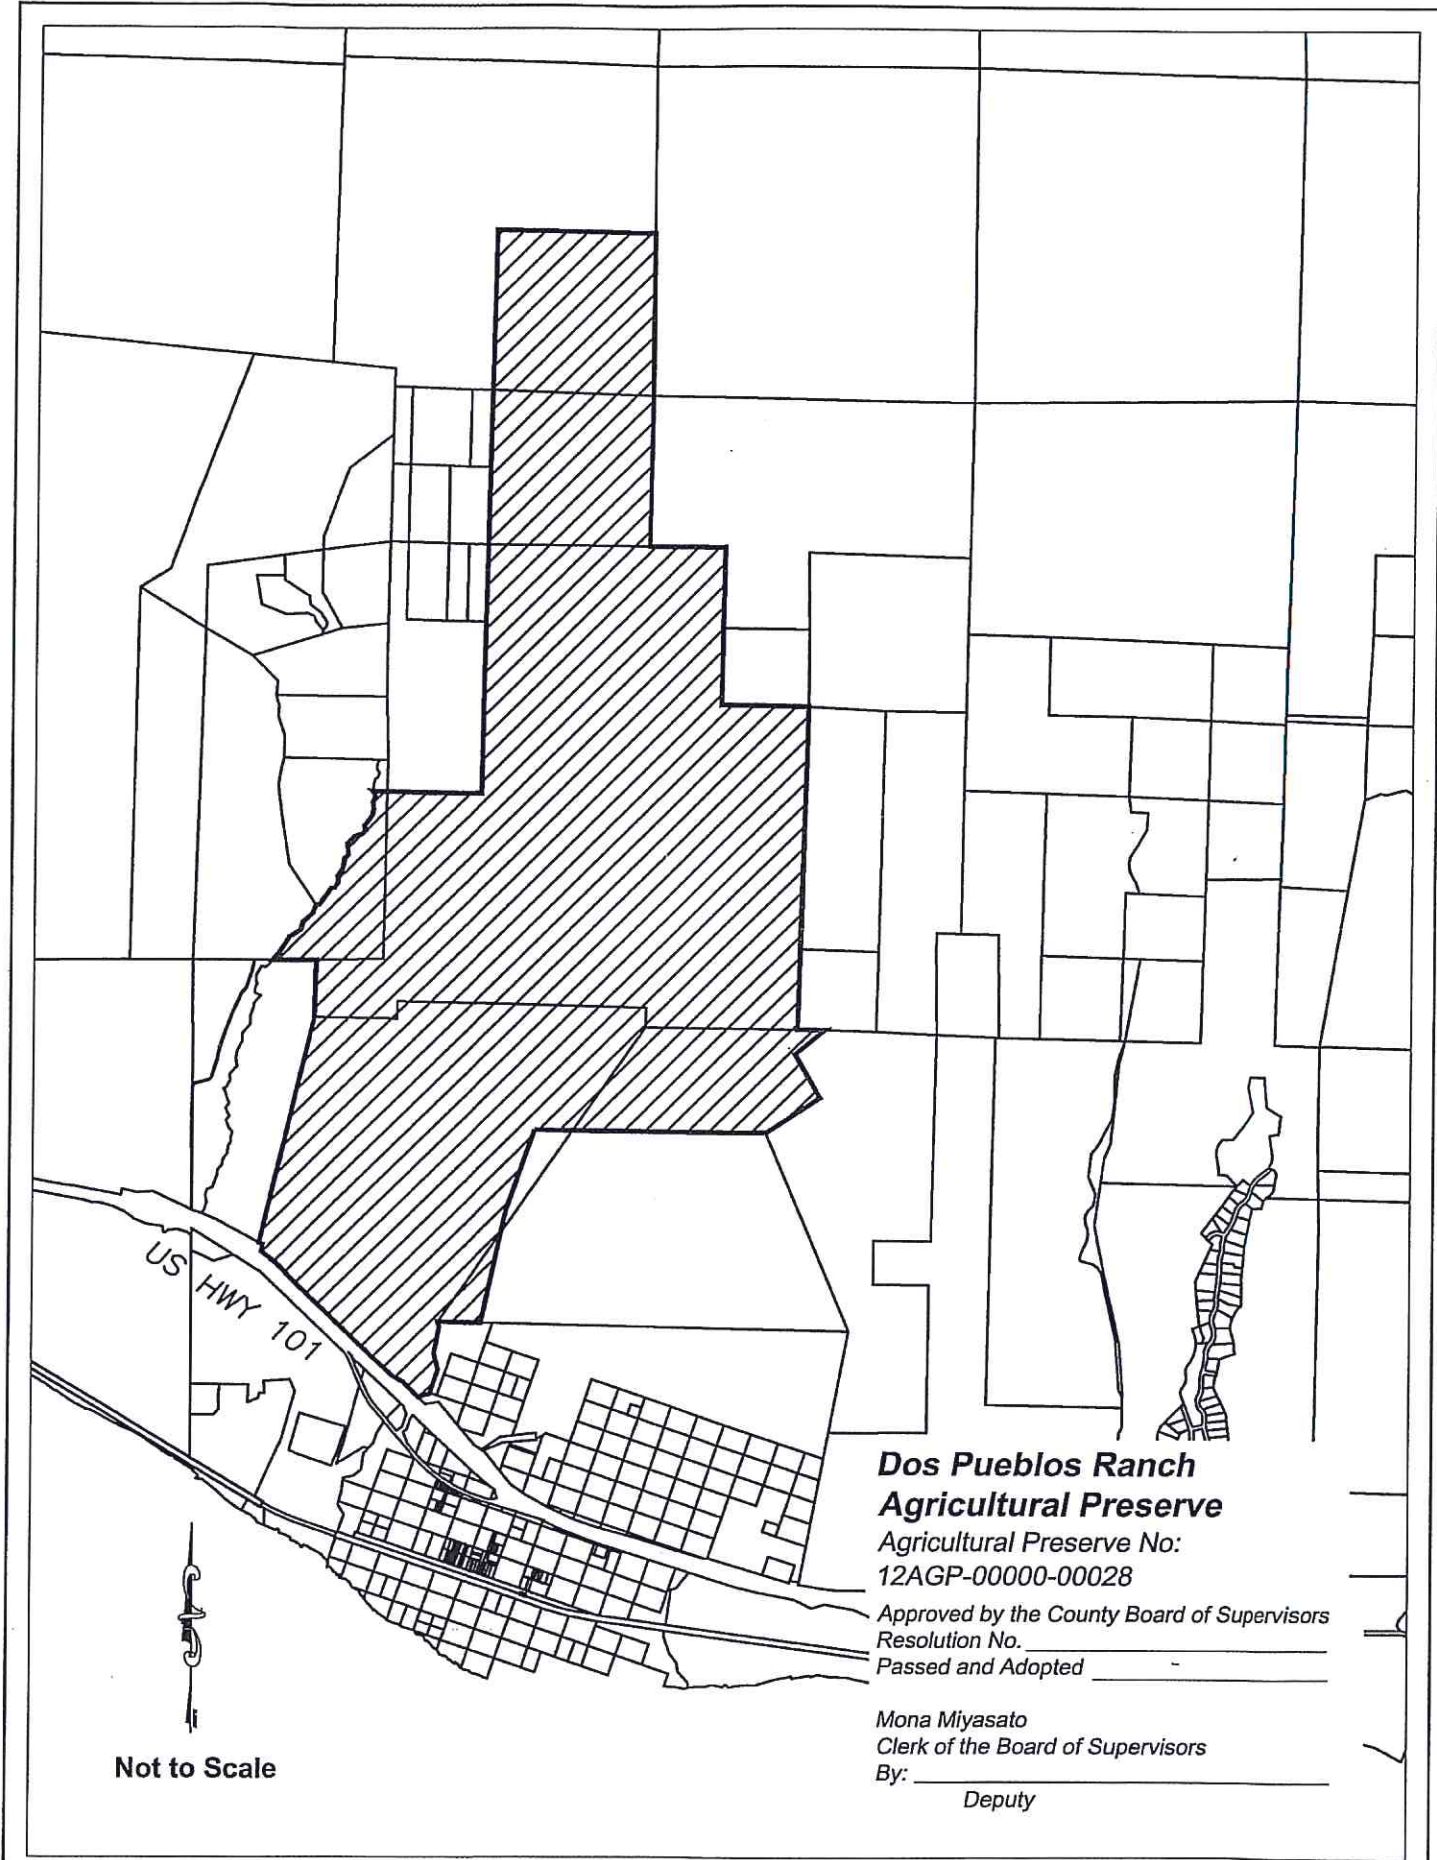 US HWY 101
Dos Pueblos Ranch
Agricultural Preserve
Agricultural Preserve No:
12AGP-00000-00028
Approved by the County Board of Supervisors
Resolution No.
Passed and Adopted
Mona Miyasato
Clerk of the Board of Supervisors
By:
Deputy
Not to Scale